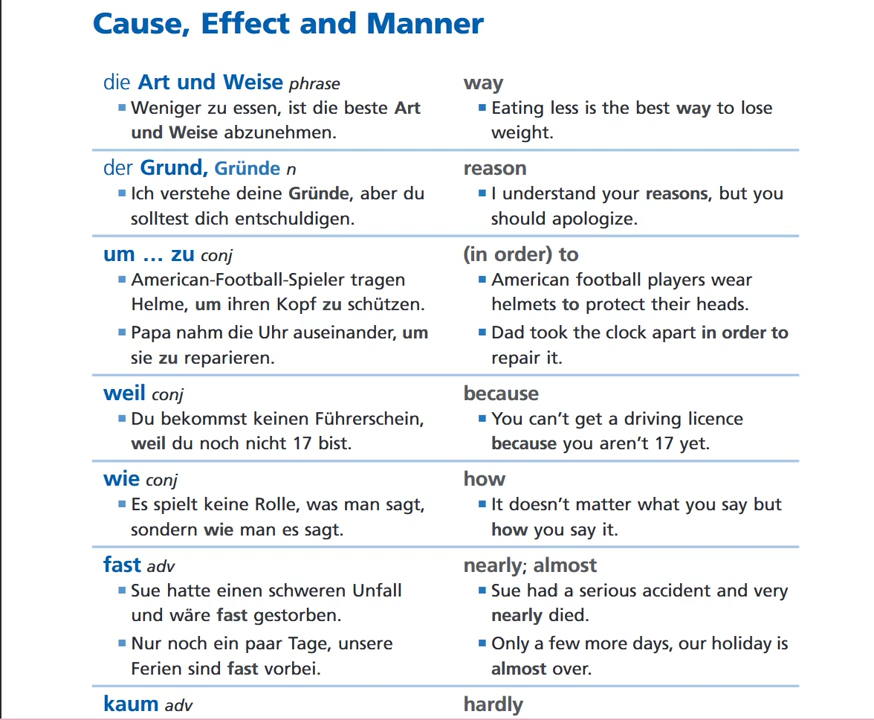 Cause, Effect and Manner
die Art und Weise phrase
way
▪ Weniger zu essen, ist die beste Art
und Weise abzunehmen.
▪ Eating less is the best way to lose
weight.
der Grund, Gründe n
reason
▪ Ich verstehe deine Gründe, aber du
solltest dich entschuldigen.
▪ I understand your reasons, but you
should apologize.
um … zu conj
(in order) to
▪ American-Football-Spieler tragen
Helme, um ihren Kopf zu schützen.
▪ American football players wear
helmets to protect their heads.
▪ Papa nahm die Uhr auseinander, um
sie zu reparieren.
▪ Dad took the clock apart in order to
repair it.
weil conj
because
▪ Du bekommst keinen Führerschein,
weil du noch nicht 17 bist.
▪ You can’t get a driving licence
because you aren’t 17 yet.
wie conj
how
▪ Es spielt keine Rolle, was man sagt,
sondern wie man es sagt.
▪ It doesn’t matter what you say but
how you say it.
fast adv
nearly; almost
▪ Sue hatte einen schweren Unfall
und wäre fast gestorben.
▪ Sue had a serious accident and very
nearly died.
▪ Nur noch ein paar Tage, unsere
Ferien sind fast vorbei.
▪ Only a few more days, our holiday is
almost over.
kaum adv
hardly